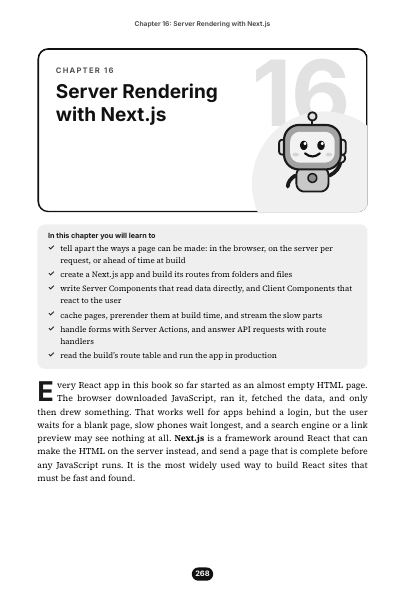 Chapter 16: Server Rendering with Next.js
CHAPTER 16
16
Server Rendering
with Next.js
In this chapter you will learn to
✓ tell apart the ways a page can be made: in the browser, on the server per
request, or ahead of time at build
✓ create a Next.js app and build its routes from folders and files
✓ write Server Components that read data directly, and Client Components that
react to the user
✓ cache pages, prerender them at build time, and stream the slow parts
✓ handle forms with Server Actions, and answer API requests with route
handlers
✓ read the build's route table and run the app in production
Every React app in this book so far started as an almost empty HTML page.
The browser downloaded JavaScript, ran it, fetched the data, and only
then drew something. That works well for apps behind a login, but the user
waits for a blank page, slow phones wait longest, and a search engine or a link
preview may see nothing at all. Next.js is a framework around React that can
make the HTML on the server instead, and send a page that is complete before
any JavaScript runs. It is the most widely used way to build React sites that
must be fast and found.
268